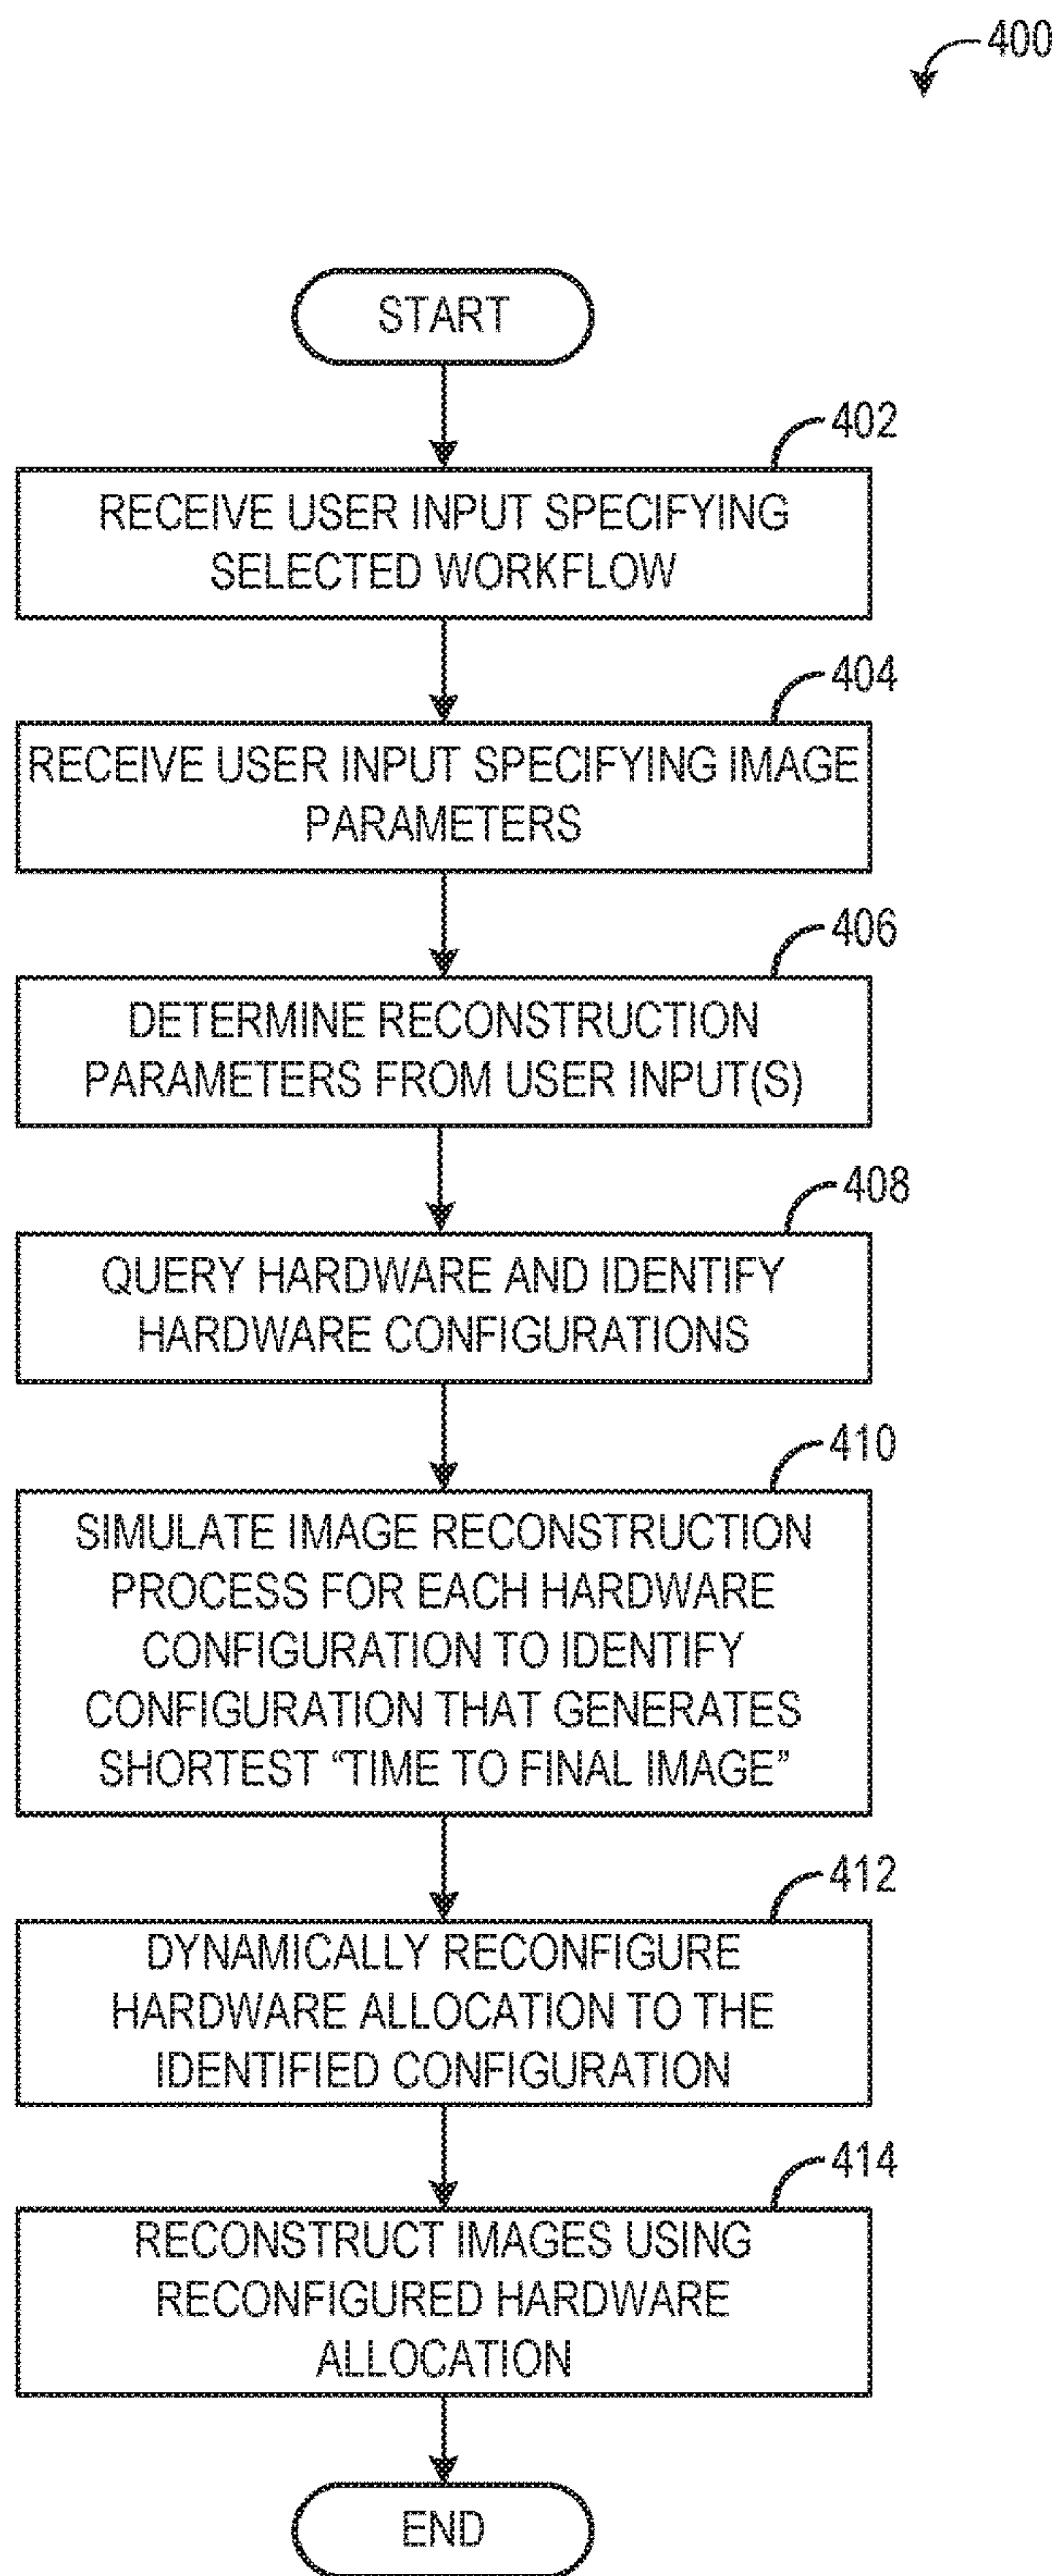 400
START
402
RECEIVE USER INPUT SPECIFYING
SELECTED WORKFLOW
404
RECEIVE USER INPUT SPECIFYING IMAGE
PARAMETERS
406
DETERMINE RECONSTRUCTION
PARAMETERS FROM USER INPUT(S)
408
QUERY HARDWARE AND IDENTIFY
HARDWARE CONFIGURATIONS
410
SIMULATE IMAGE RECONSTRUCTION
PROCESS FOR EACH HARDWARE
CONFIGURATION TO IDENTIFY
CONFIGURATION THAT GENERATES
SHORTEST “TIME TO FINAL IMAGE”
412
DYNAMICALLY RECONFIGURE
HARDWARE ALLOCATION TO THE
IDENTIFIED CONFIGURATION
414
RECONSTRUCT IMAGES USING
RECONFIGURED HARDWARE
ALLOCATION
END